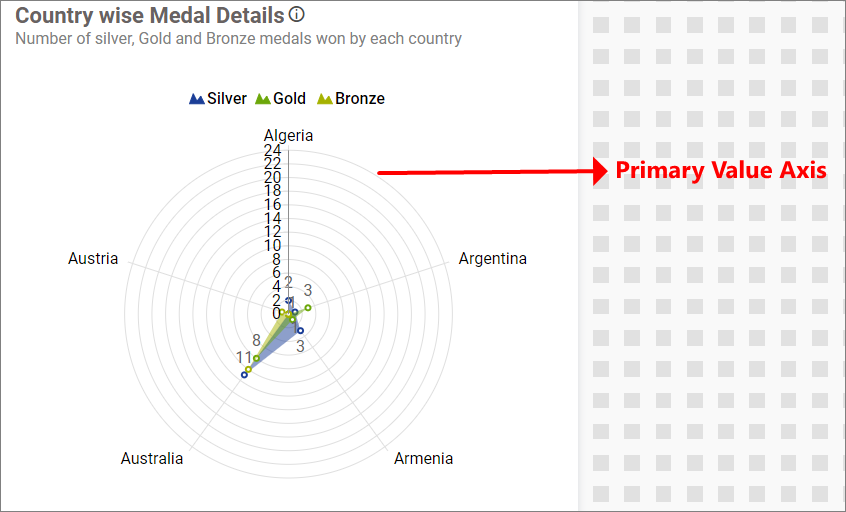 Country wise Medal Details
Number of silver, Gold and Bronze medals won by each country
Silver Gold Bronze
Algeria
24
22
20
18
16
14
12
10
8
6
4
2
0
Primary Value Axis
Austria
Argentina
2
3
3
8
11
Australia
Armenia